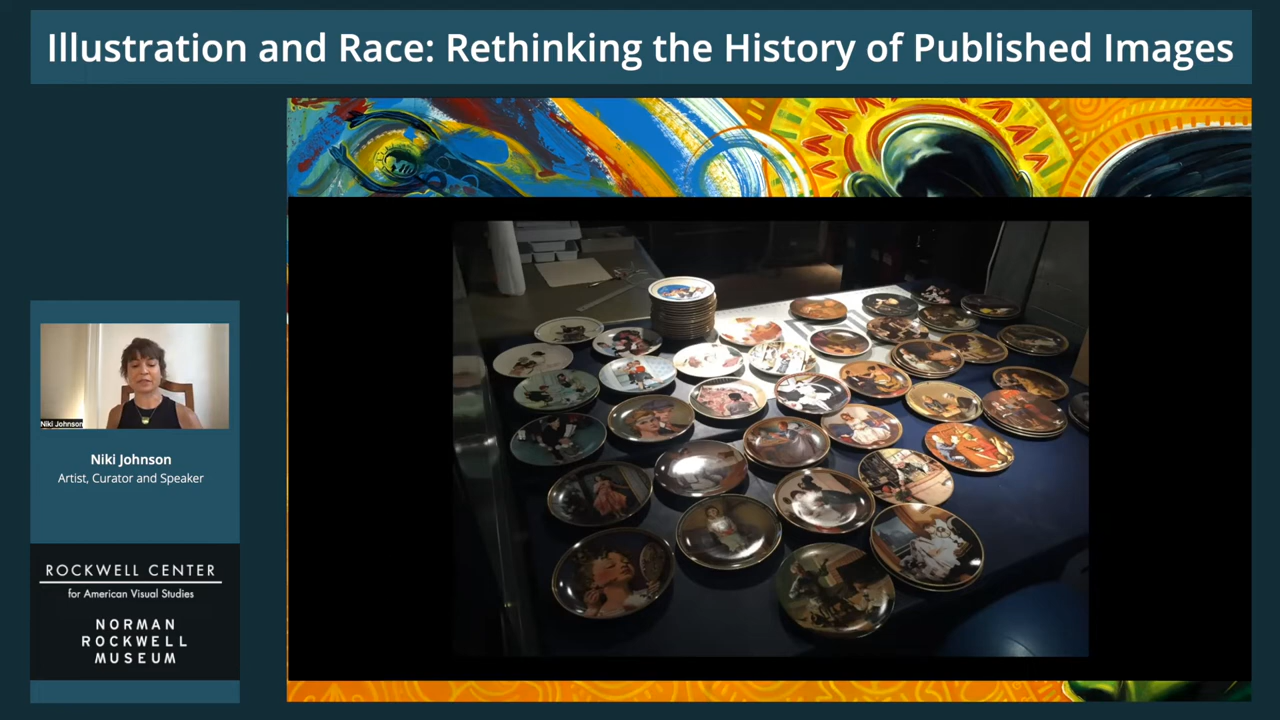 Illustration and Race: Rethinking the History of Published Images
Niki Johnson
Niki Johnson
Artist, Curator and Speaker
ROCKWELL CENTER
for American Visual Studies
NORMAN
ROCKWELL
MUSEUM